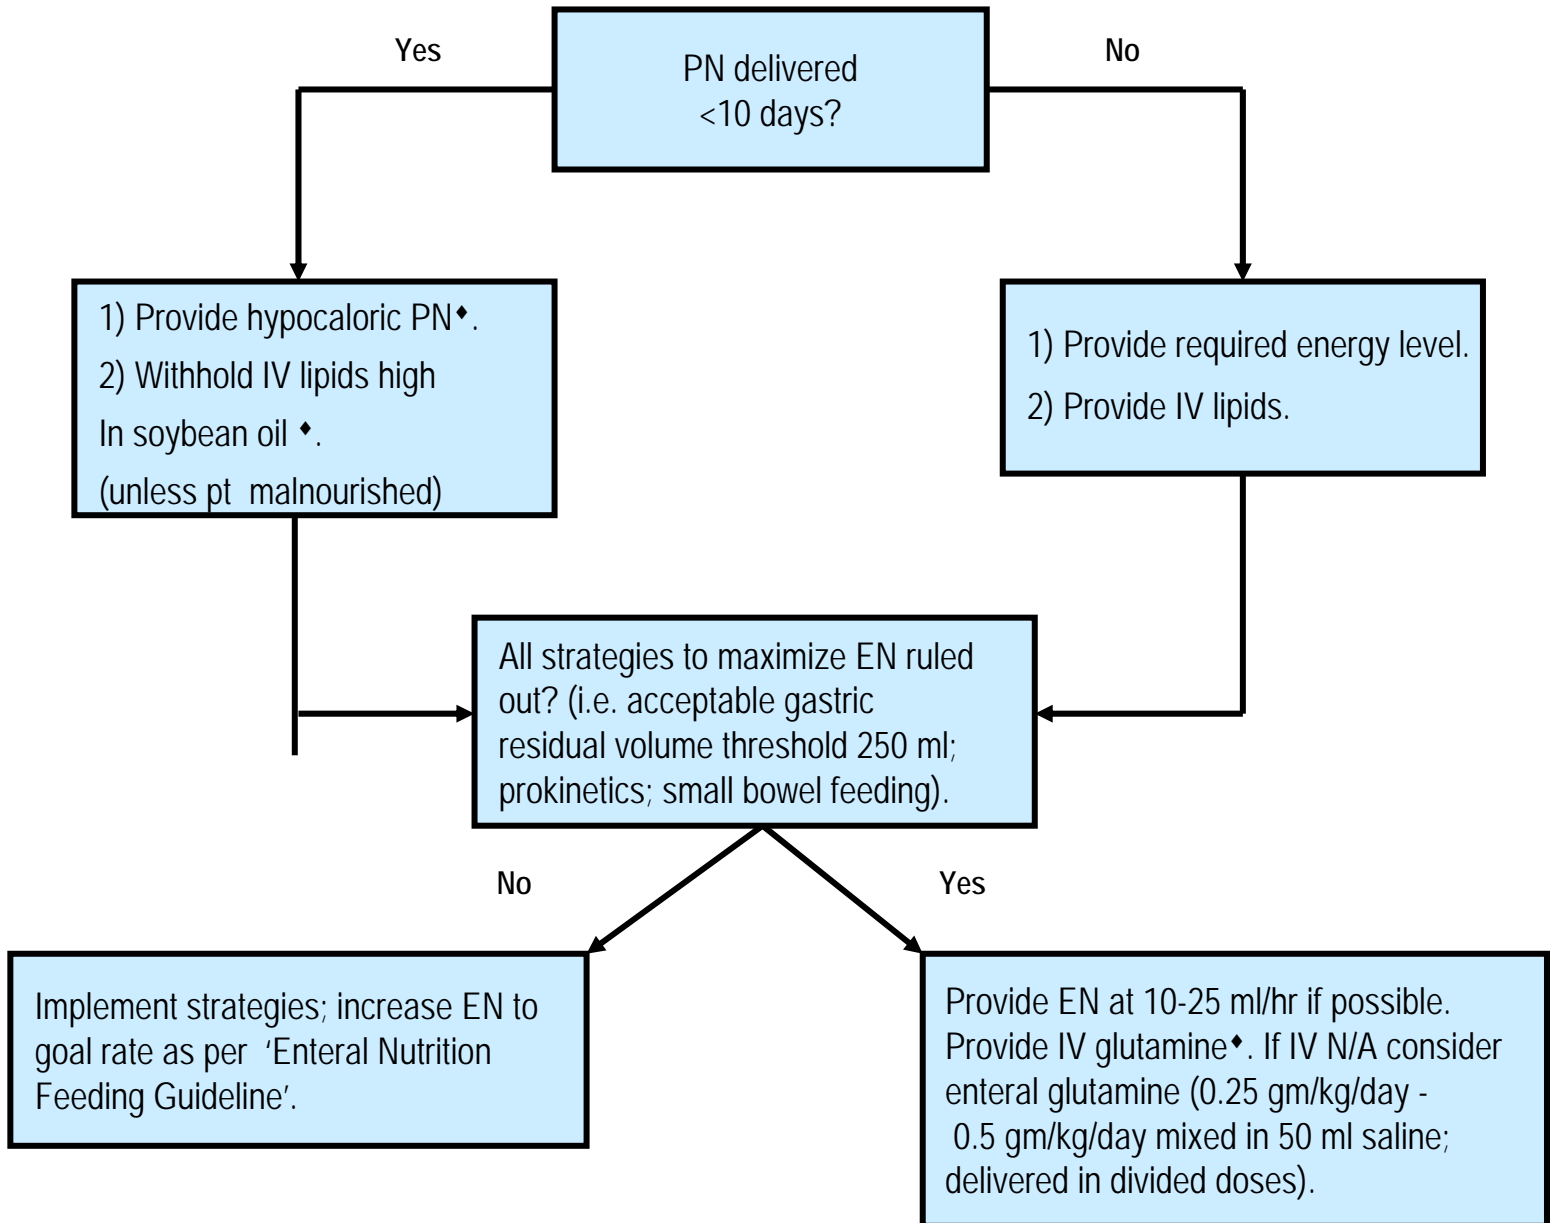 Yes
No
PN delivered
<10 days?
1) Provide hypocaloric PN♦.
2) Withhold IV lipids high
In soybean oil ♦.
(unless pt malnourished)
1) Provide required energy level.
2) Provide IV lipids.
All strategies to maximize EN ruled
out? (i.e. acceptable gastric
residual volume threshold 250 ml;
prokinetics; small bowel feeding).
No
Yes
Implement strategies; increase EN to
goal rate as per 'Enteral Nutrition
Feeding Guideline'.
Provide EN at 10-25 ml/hr if possible.
Provide IV glutamine♦. If IV N/A consider
enteral glutamine (0.25 gm/kg/day -
0.5 gm/kg/day mixed in 50 ml saline;
delivered in divided doses).